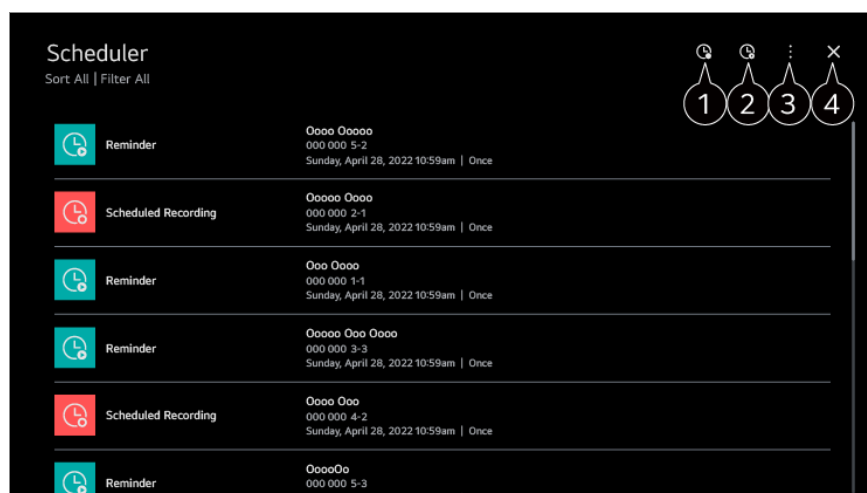 Scheduler
Sort All | Filter All
1 2 3 4
Reminder
Oooo Ooooo
000 000 5-2
Sunday, April 28, 2022 10:59am | Once
Scheduled Recording
Ooooo Oooo
000 000 2-1
Sunday, April 28, 2022 10:59am | Once
Reminder
Ooo Oooo
000 000 1-1
Sunday, April 28, 2022 10:59am | Once
Reminder
Ooooo Ooo Oooo
000 000 3-3
Sunday, April 28, 2022 10:59am | Once
Scheduled Recording
Oooo Ooo
000 000 4-2
Sunday, April 28, 2022 10:59am | Once
Reminder
OoooOo
000 000 5-3